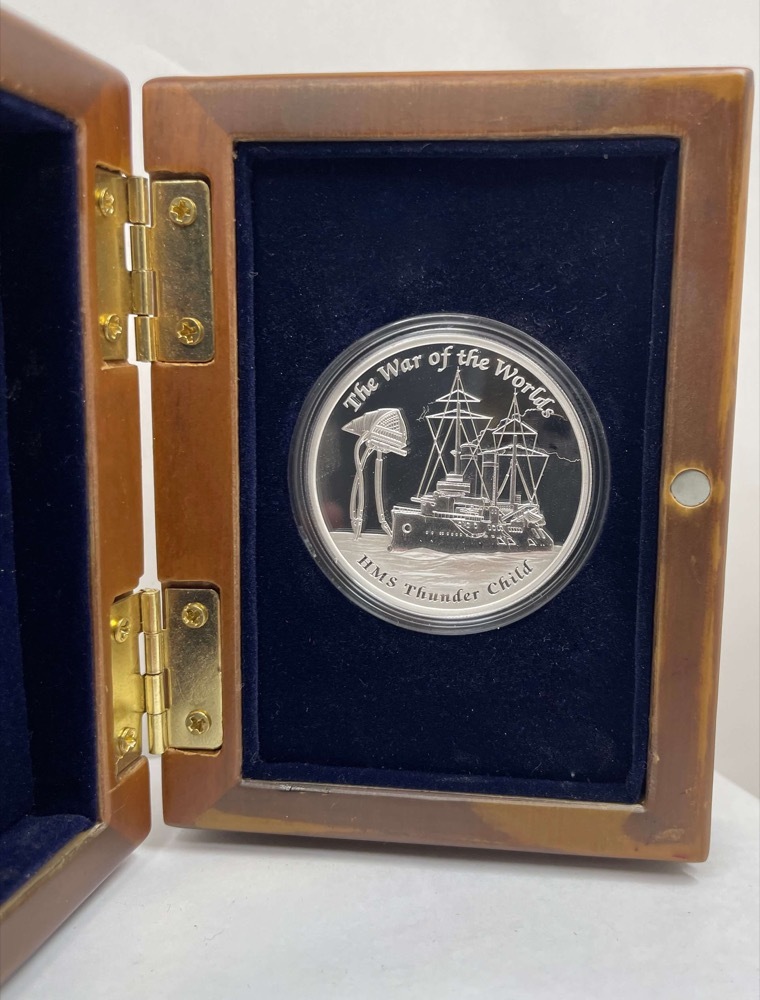 The War of the Worlds
HMS Thunder Child